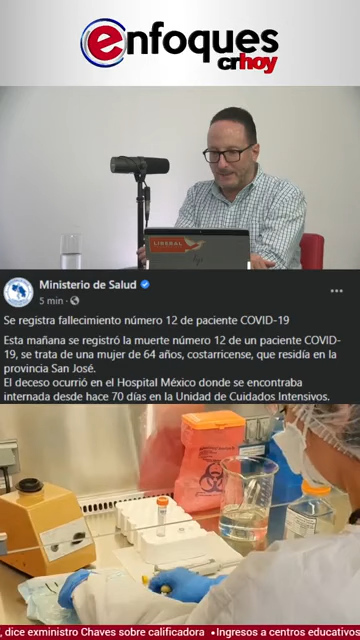 enfoques
crhoy
LIBERAL
hp
Ministerio de Salud
5 min ·
Se registra fallecimiento número 12 de paciente COVID-19
Esta mañana se registró la muerte número 12 de un paciente COVID-
19, se trata de una mujer de 64 años, costarricense, que residía en la
provincia San José.
El deceso ocurrió en el Hospital México donde se encontraba
internada desde hace 70 días en la Unidad de Cuidados Intensivos.
, dice exministro Chaves sobre calificadora •Ingresos a centros educativos